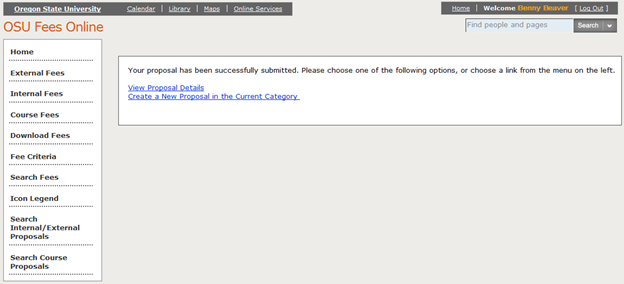 Oregon State University Calendar | Library | Maps | Online Services
Home | Welcome Benny Beaver [ Log Out ]
OSU Fees Online
Find people and pages Search
Home
External Fees
Internal Fees
Course Fees
Download Fees
Fee Criteria
Search Fees
Icon Legend
Search
Internal/External
Proposals
Search Course
Proposals
Your proposal has been successfully submitted. Please choose one of the following options, or choose a link from the menu on the left.
View Proposal Details
Create a New Proposal in the Current Category